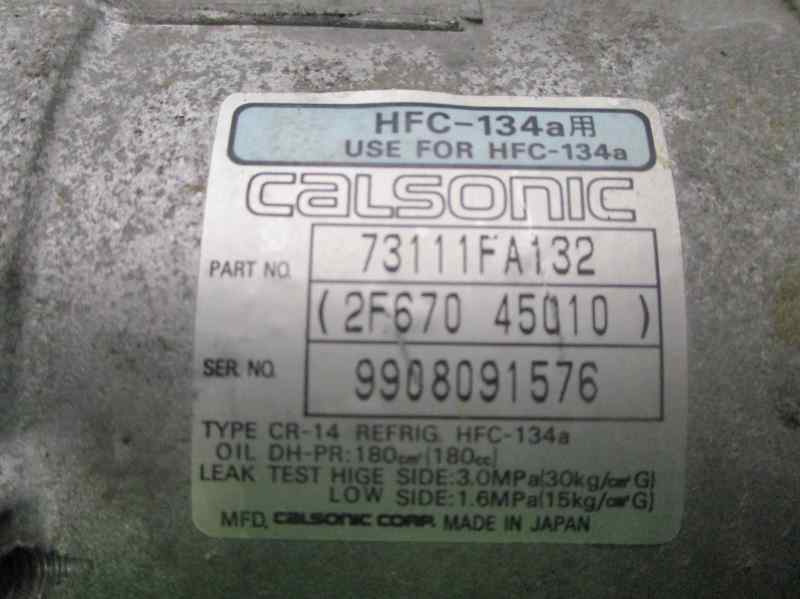 HFC-134a用
USE FOR HFC-134a
CALSONIC
PART NO. 73111FA132
(2F670 45010)
SER. NO. 9908091576
TYPE CR-14 REFRIG. HFC-134a
OIL DH-PR:180cm³(180cc)
LEAK TEST HIGE SIDE:3.0MPa(30kg/cm²G)
LOW SIDE:1.6MPa(15kg/cm²G)
MFD. CALSONIC CORP. MADE IN JAPAN